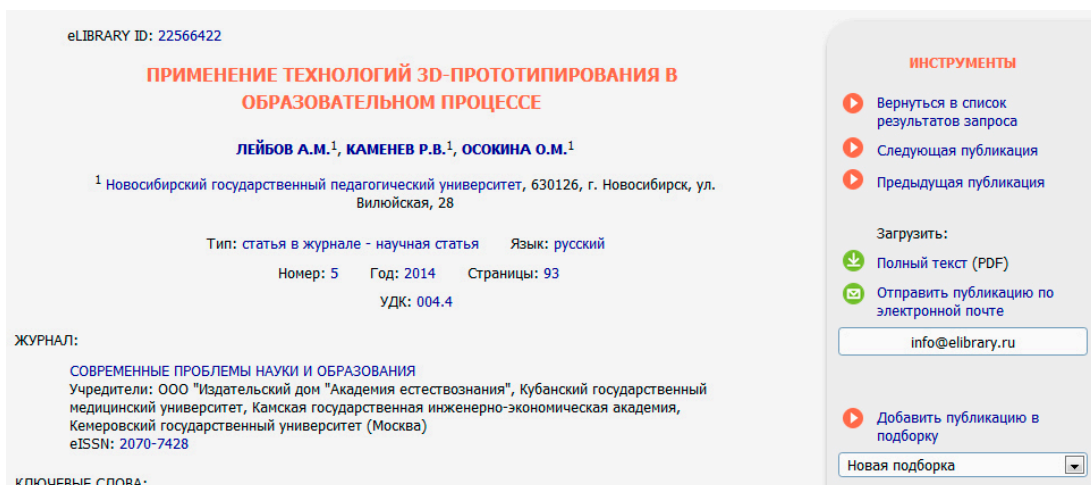 eLIBRARY ID: 22566422
ПРИМЕНЕНИЕ ТЕХНОЛОГИЙ 3D-ПРОТОТИПИРОВАНИЯ В
ОБРАЗОВАТЕЛЬНОМ ПРОЦЕССЕ
ЛЕЙБОВ А.М.¹, КАМЕНЕВ Р.В.¹, ОСОКИНА О.М.¹
¹ Новосибирский государственный педагогический университет, 630126, г. Новосибирск, ул.
Вилюйская, 28
Тип: статья в журнале - научная статья Язык: русский
Номер: 5 Год: 2014 Страницы: 93
УДК: 004.4
ЖУРНАЛ:
СОВРЕМЕННЫЕ ПРОБЛЕМЫ НАУКИ И ОБРАЗОВАНИЯ
Учредители: ООО "Издательский дом "Академия естествознания", Кубанский государственный
медицинский университет, Камская государственная инженерно-экономическая академия,
Кемеровский государственный университет (Москва)
eISSN: 2070-7428
КЛЮЧЕВЫЕ СЛОВА:
ИНСТРУМЕНТЫ
Вернуться в список
результатов запроса
Следующая публикация
Предыдущая публикация
Загрузить:
Полный текст (PDF)
Отправить публикацию по
электронной почте
info@elibrary.ru
Добавить публикацию в
подборку
Новая подборка